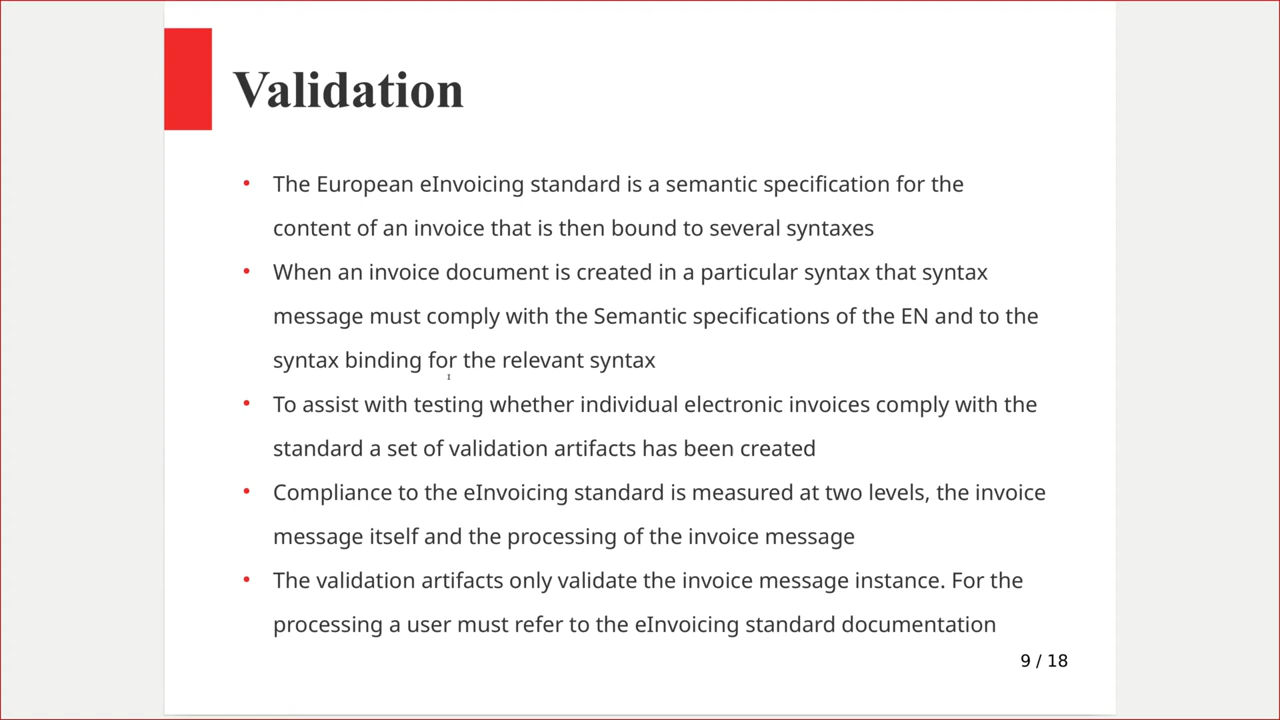 Validation
• The European eInvoicing standard is a semantic specification for the
content of an invoice that is then bound to several syntaxes
• When an invoice document is created in a particular syntax that syntax
message must comply with the Semantic specifications of the EN and to the
syntax binding for the relevant syntax
• To assist with testing whether individual electronic invoices comply with the
standard a set of validation artifacts has been created
• Compliance to the eInvoicing standard is measured at two levels, the invoice
message itself and the processing of the invoice message
• The validation artifacts only validate the invoice message instance. For the
processing a user must refer to the eInvoicing standard documentation
9 / 18